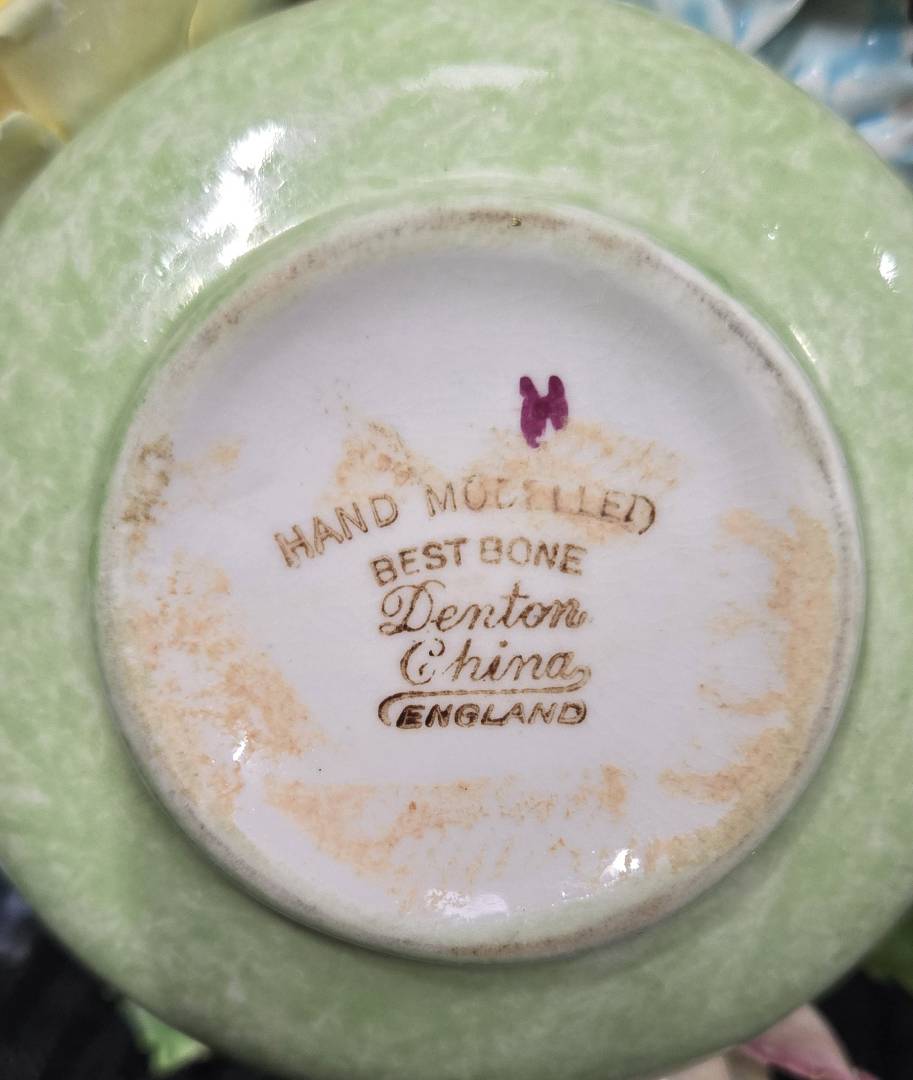 H
HAND MODELLED
BEST BONE
Denton
China
ENGLAND